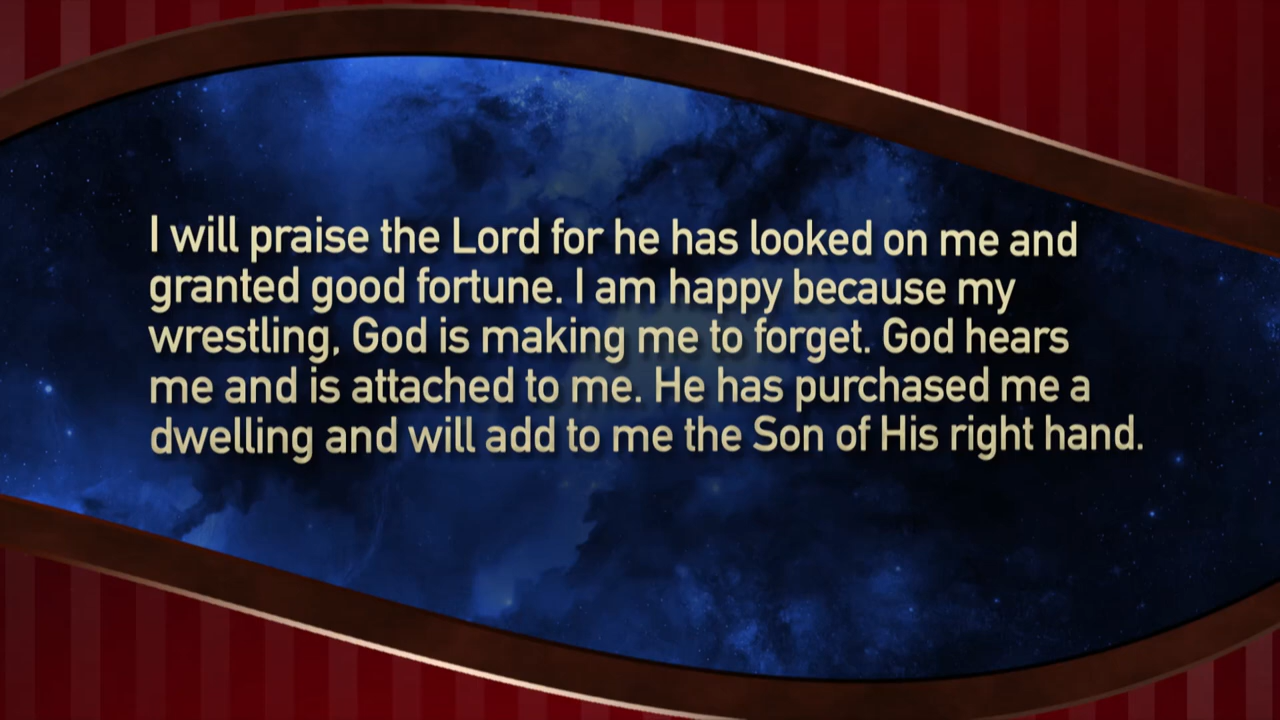 I will praise the Lord for he has looked on me and
granted good fortune. I am happy because my
wrestling, God is making me to forget. God hears
me and is attached to me. He has purchased me a
dwelling and will add to me the Son of His right hand.